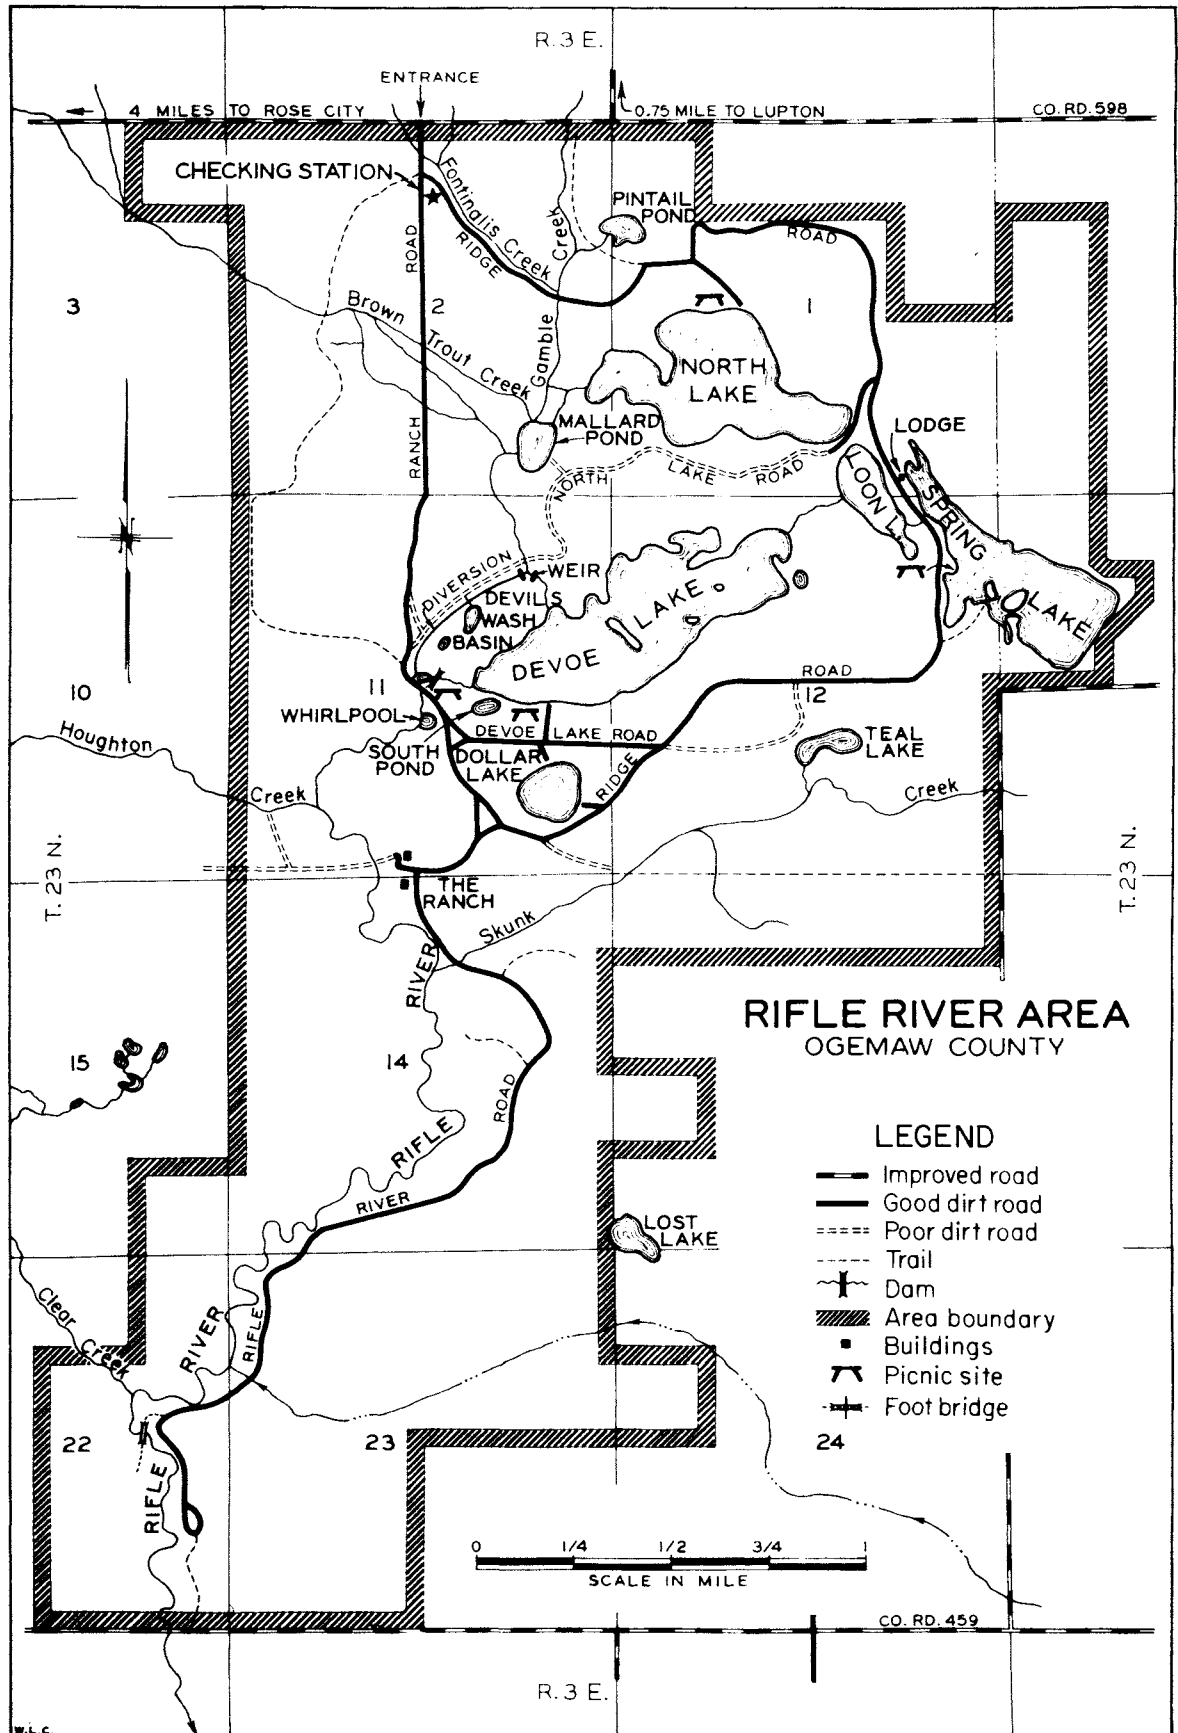 R. 3 E.
ENTRANCE
4 MILES TO ROSE CITY
0.75 MILE TO LUPTON
CO. RD. 598
CHECKING STATION
Fontinalis Creek
RIDGE
ROAD
Gamble Creek
PINTAIL
POND
ROAD
3
2
1
Brown Trout Creek
NORTH
LAKE
RANCH
MALLARD
POND
LODGE
NORTH LAKE ROAD
LOON L.
SPRING LAKE
DIVERSION
WEIR
DEVIL'S
WASH
BASIN
DEVOE LAKE
10
11
12
ROAD
WHIRLPOOL
SOUTH
POND
DEVOE LAKE ROAD
DOLLAR
LAKE
RIDGE
TEAL
LAKE
Houghton Creek
Creek
T. 23 N.
T. 23 N.
THE
RANCH
Skunk
RIVER
RIFLE RIVER AREA
OGEMAW COUNTY
15
14
ROAD
RIFLE
RIVER
LOST
LAKE
LEGEND
Improved road
Good dirt road
Poor dirt road
Trail
Dam
Area boundary
Buildings
Picnic site
Foot bridge
Clear Creek
RIVER
RIFLE
22
23
24
RIFLE
0 1/4 1/2 3/4 1
SCALE IN MILE
CO. RD. 459
R. 3 E.
W.L.C.